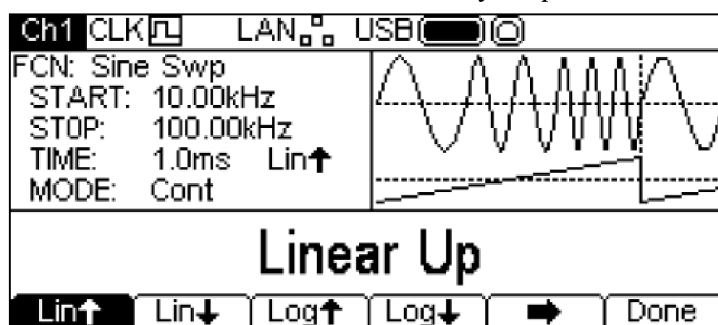 Ch1 CLK LAN USB
FCN: Sine Swp
START: 10.00kHz
STOP: 100.00kHz
TIME: 1.0ms Lin↑
MODE: Cont
Linear Up
Lin↑ Lin↓ Log↑ Log↓ ➡ Done